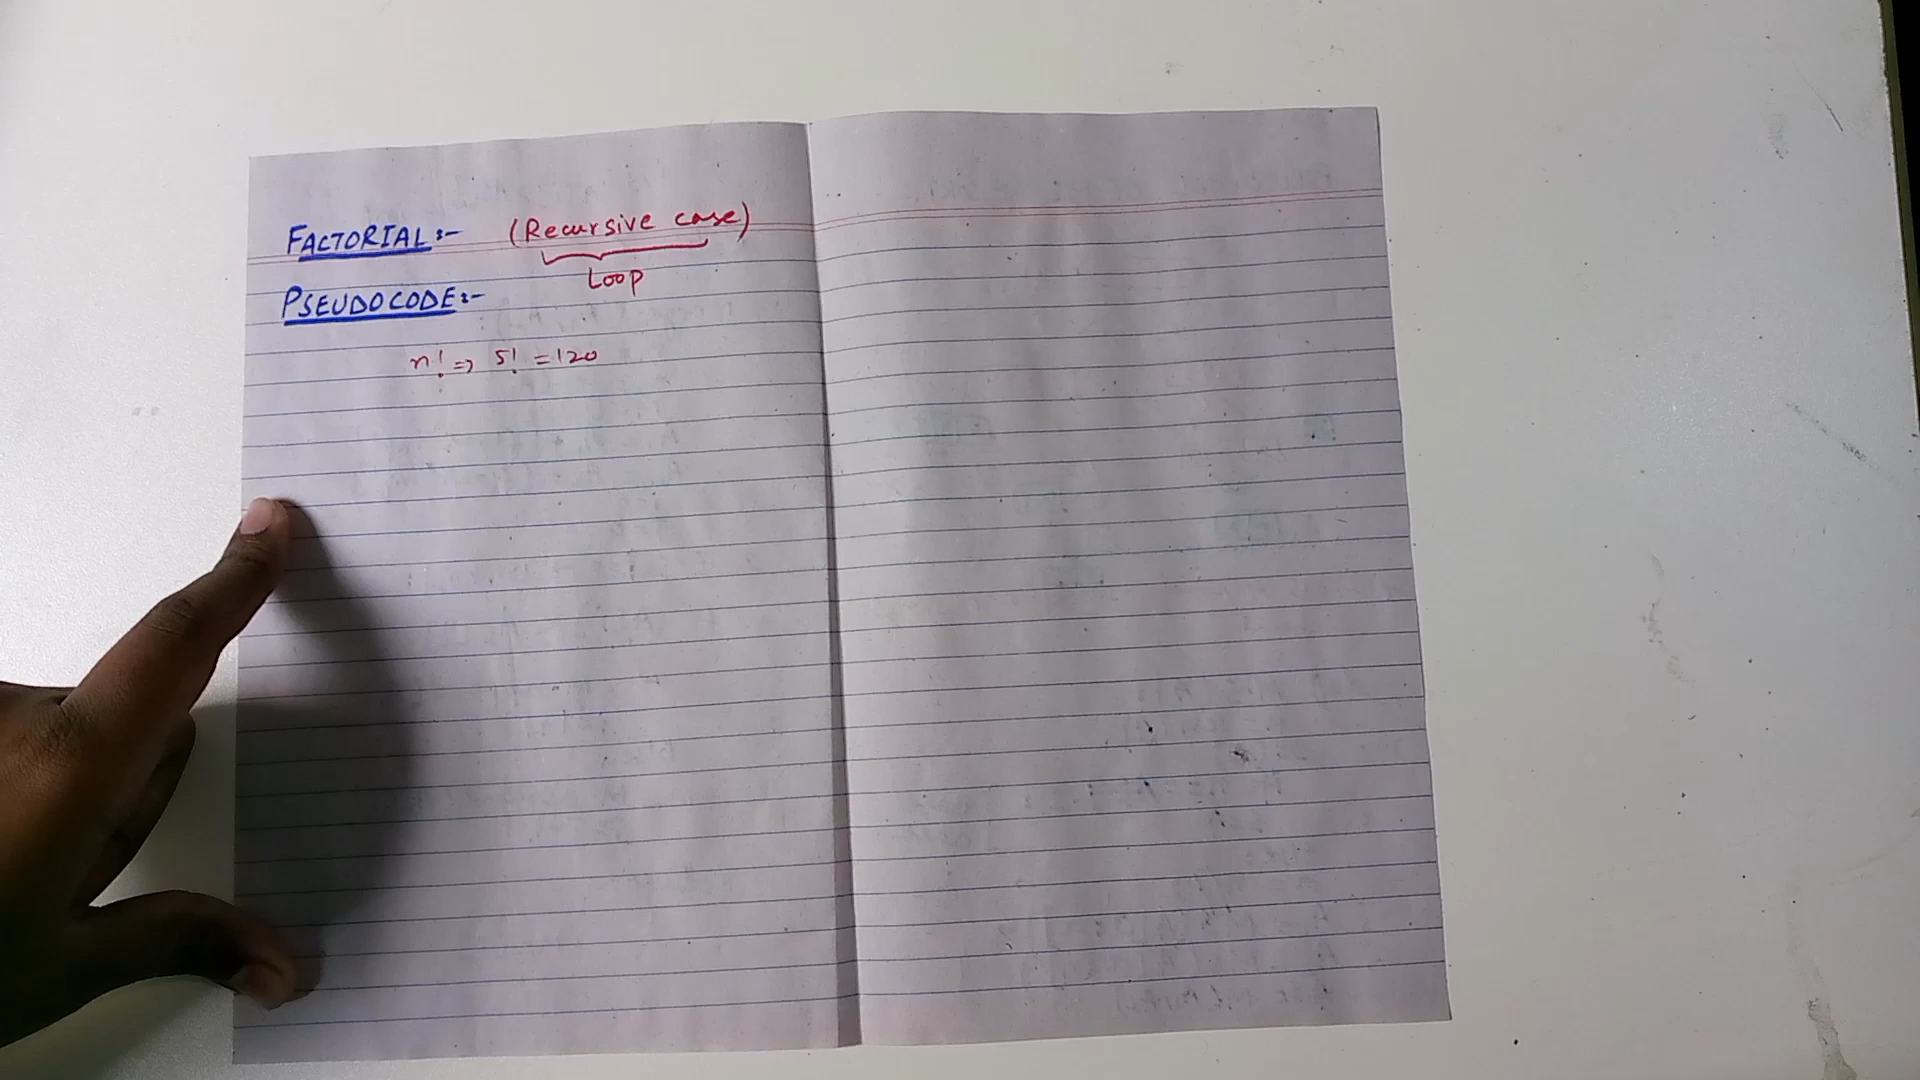 FACTORIAL:- (Recursive case)
Loop
PSEUDOCODE:-
n! => 5! = 120